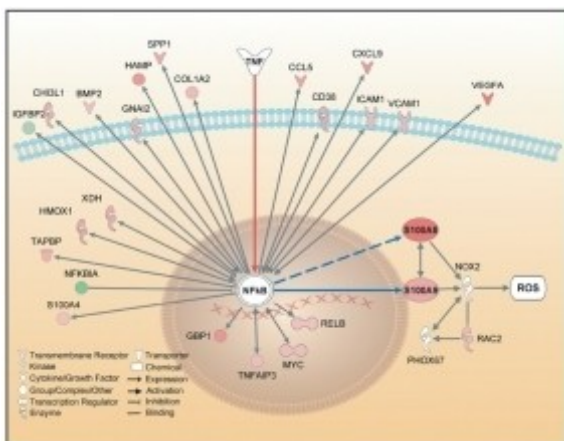 SPP1
HAMP
COL1A2
TNF
CCL5
CXCL9
VEGFA
CHI3L1
BMP2
GNAI2
CD38
ICAM1
VCAM1
IGFBP2
HMOX1
XDH
TAPBP
NFKBIA
S100A4
NFkB
S100A8
S100A9
NOX2
ROS
RAC2
PHOX67
GBP1
RELB
MYC
TNFAIP3
Transmembrane Receptor
Kinase
Cytokine/Growth Factor
Group/Complex/Other
Transcription Regulator
Enzyme
Transporter
Chemical
Expression
Activation
Inhibition
Binding